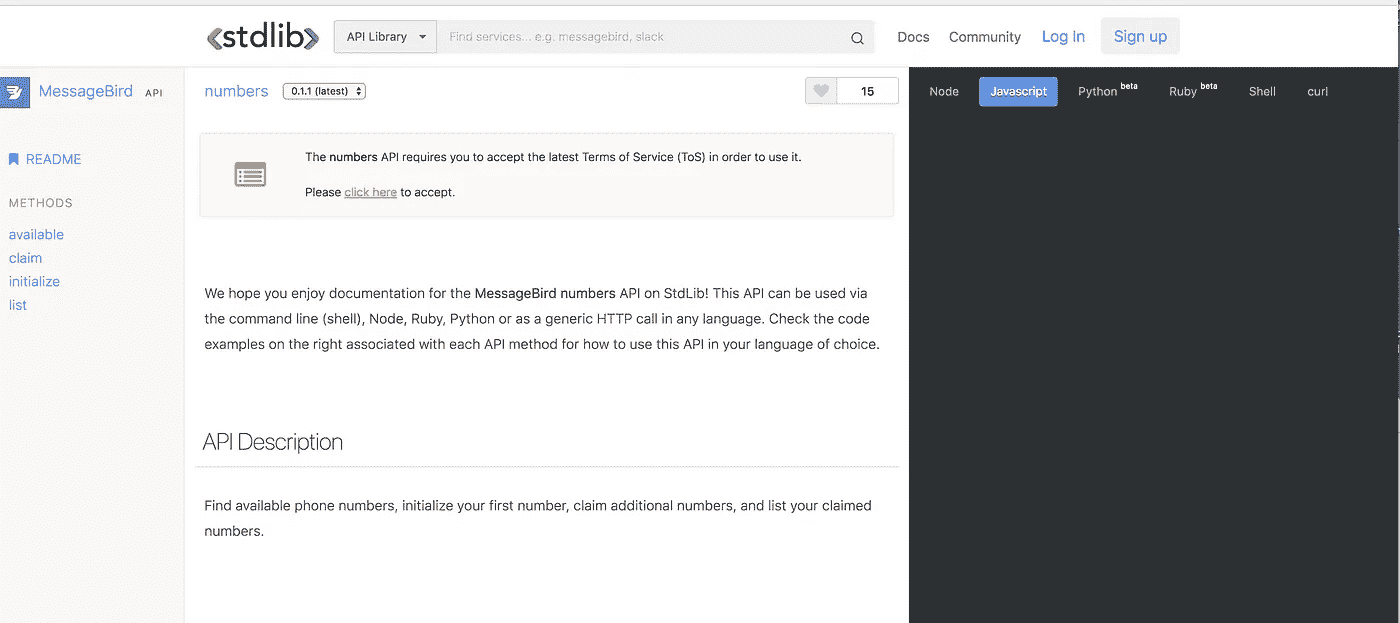 <stdlib>
API Library
Find services... e.g. messagebird, slack
Docs
Community
Log In
Sign up
MessageBird API
numbers
0.1.1 (latest)
15
Node
Javascript
Python beta
Ruby beta
Shell
curl
README
METHODS
available
claim
initialize
list
The numbers API requires you to accept the latest Terms of Service (ToS) in order to use it.
Please click here to accept.
We hope you enjoy documentation for the MessageBird numbers API on StdLib! This API can be used via
the command line (shell), Node, Ruby, Python or as a generic HTTP call in any language. Check the code
examples on the right associated with each API method for how to use this API in your language of choice.
API Description
Find available phone numbers, initialize your first number, claim additional numbers, and list your claimed
numbers.